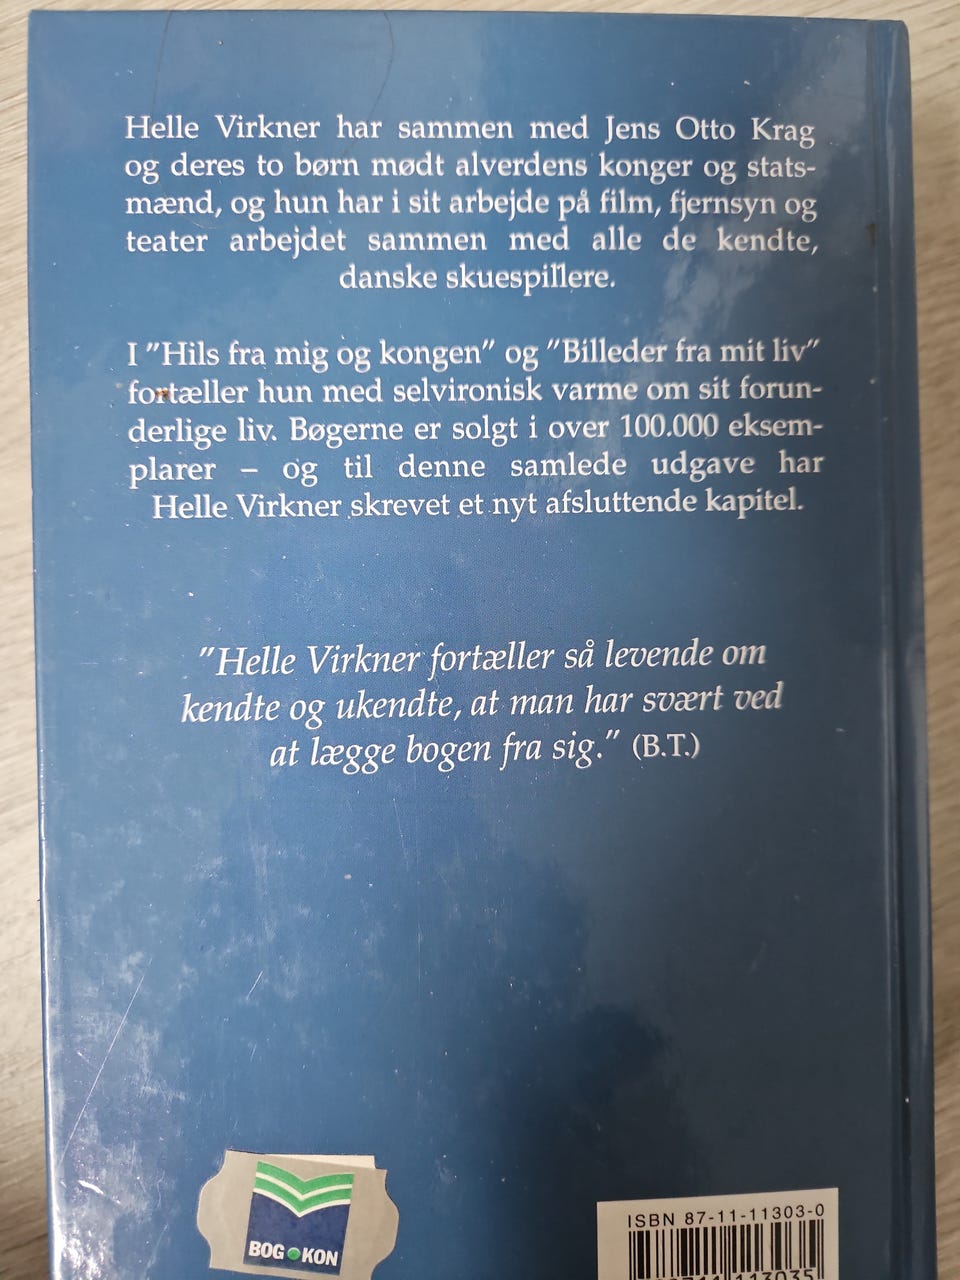 Helle Virkner har sammen med Jens Otto Krag
og deres to børn mødt alverdens konger og stats-
mænd, og hun har i sit arbejde på film, fjernsyn og
teater arbejdet sammen med alle de kendte,
danske skuespillere.
I "Hils fra mig og kongen" og "Billeder fra mit liv"
fortæller hun med selvironisk varme om sit forun-
derlige liv. Bøgerne er solgt i over 100.000 eksem-
plarer – og til denne samlede udgave har
Helle Virkner skrevet et nyt afsluttende kapitel.
"Helle Virkner fortæller så levende om
kendte og ukendte, at man har svært ved
at lægge bogen fra sig." (B.T.)
BOG KON
ISBN 87-11-11303-0